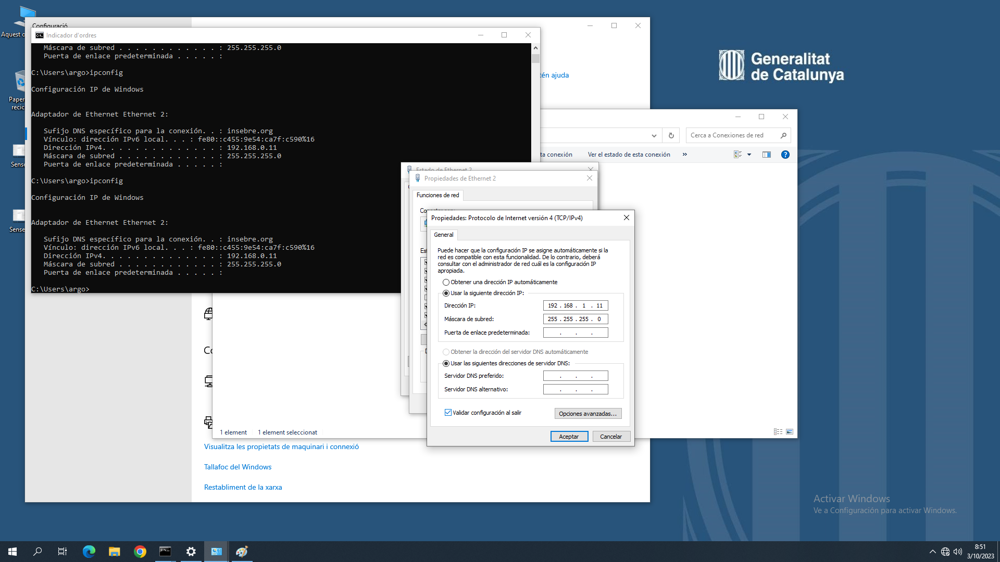 Aquest
Paper
recic
Sense
Sense
Configuració
tén ajuda
Indicador d'ordres
Máscara de subred . . . . . . . . . . . . : 255.255.255.0
Puerta de enlace predeterminada . . . . . :
C:\Users\argo>ipconfig
Configuración IP de Windows
Adaptador de Ethernet Ethernet 2:
Sufijo DNS específico para la conexión. . : insebre.org
Vínculo: dirección IPv6 local. . . : fe80::c455:9e54:ca7f:c590%16
Dirección IPv4. . . . . . . . . . . . . . : 192.168.0.11
Máscara de subred . . . . . . . . . . . . : 255.255.255.0
Puerta de enlace predeterminada . . . . . :
C:\Users\argo>ipconfig
Configuración IP de Windows
Adaptador de Ethernet Ethernet 2:
Sufijo DNS específico para la conexión. . : insebre.org
Vínculo: dirección IPv6 local. . . : fe80::c455:9e54:ca7f:c590%16
Dirección IPv4. . . . . . . . . . . . . . : 192.168.0.11
Máscara de subred . . . . . . . . . . . . : 255.255.255.0
Puerta de enlace predeterminada . . . . . :
C:\Users\argo>
Generalitat
de Catalunya
Cerca a Conexiones de red
ta conexión Ver el estado de esta conexión »
Estado de Ethernet 2
Propiedades de Ethernet 2
Funciones de red
Propiedades: Protocolo de Internet versión 4 (TCP/IPv4)
General
Puede hacer que la configuración IP se asigne automáticamente si la
red es compatible con esta funcionalidad. De lo contrario, deberá
consultar con el administrador de red cuál es la configuración IP
apropiada.
Obtener una dirección IP automáticamente
Usar la siguiente dirección IP:
Dirección IP: 192 . 168 . 1 . 11
Máscara de subred: 255 . 255 . 255 . 0
Puerta de enlace predeterminada: . . .
Obtener la dirección del servidor DNS automáticamente
Usar las siguientes direcciones de servidor DNS:
Servidor DNS preferido: . . .
Servidor DNS alternativo: . . .
Validar configuración al salir
Opciones avanzadas...
Aceptar Cancelar
1 element 1 element seleccionat
Visualitza les propietats de maquinari i connexió
Tallafoc del Windows
Restabliment de la xarxa
Activar Windows
Ve a Configuración para activar Windows.
8:51
3/10/2023